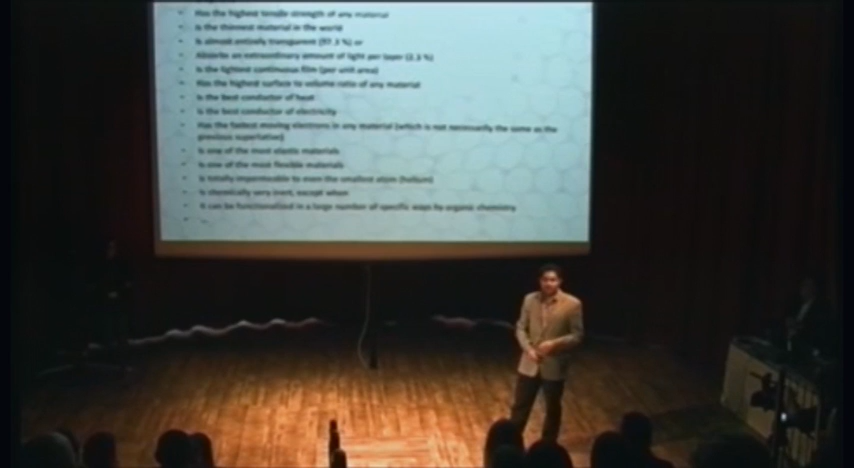 Has the highest tensile strength of any material
Is the thinnest material in the world
Is almost entirely transparent (97.3 %) or
Absorbs an extraordinary amount of light per layer (2.3 %)
Is the lightest continuous film (per unit area)
Has the highest surface to volume ratio of any material
Is the best conductor of heat
Is the best conductor of electricity
Has the fastest moving electrons in any material (which is not necessarily the same as the
previous superlative)
Is one of the most elastic materials
Is one of the most flexible materials
Is totally impermeable to even the smallest atom (helium)
Is chemically very inert, except when
It can be functionalized in a large number of specific ways by organic chemistry